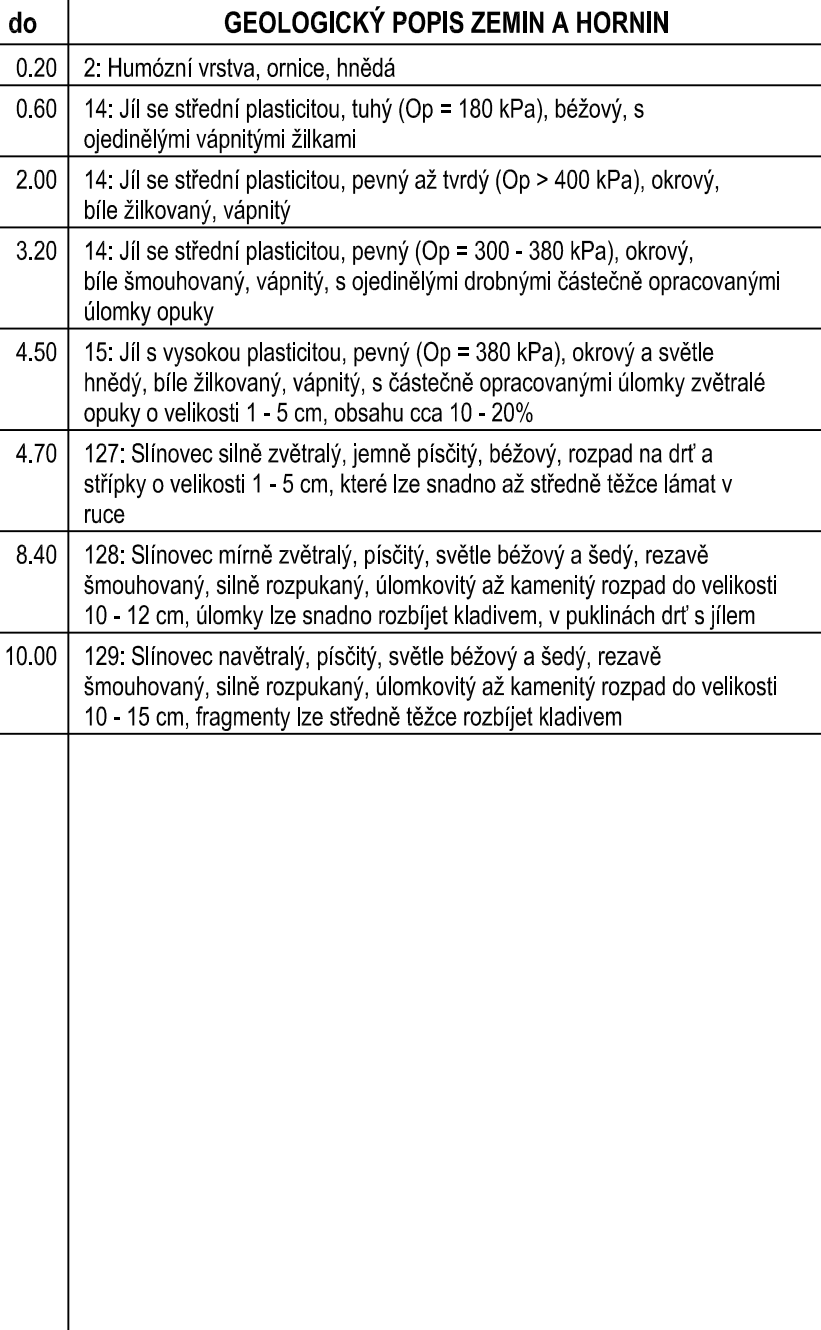 do GEOLOGICKÝ POPIS ZEMIN A HORNIN
0.20 2: Humózní vrstva, ornice, hnědá
0.60 14: Jíl se střední plasticitou, tuhý (Op = 180 kPa), béžový, s
ojedinělými vápnitými žilkami
2.00 14: Jíl se střední plasticitou, pevný až tvrdý (Op > 400 kPa), okrový,
bíle žilkovaný, vápnitý
3.20 14: Jíl se střední plasticitou, pevný (Op = 300 - 380 kPa), okrový,
bíle šmouhovaný, vápnitý, s ojedinělými drobnými částečně opracovanými
úlomky opuky
4.50 15: Jíl s vysokou plasticitou, pevný (Op = 380 kPa), okrový a světle
hnědý, bíle žilkovaný, vápnitý, s částečně opracovanými úlomky zvětralé
opuky o velikosti 1 - 5 cm, obsahu cca 10 - 20%
4.70 127: Slínovec silně zvětralý, jemně písčitý, béžový, rozpad na drť a
střípky o velikosti 1 - 5 cm, které lze snadno až středně těžce lámat v
ruce
8.40 128: Slínovec mírně zvětralý, písčitý, světle béžový a šedý, rezavě
šmouhovaný, silně rozpukaný, úlomkovitý až kamenitý rozpad do velikosti
10 - 12 cm, úlomky lze snadno rozbíjet kladivem, v puklinách drť s jílem
10.00 129: Slínovec navětralý, písčitý, světle béžový a šedý, rezavě
šmouhovaný, silně rozpukaný, úlomkovitý až kamenitý rozpad do velikosti
10 - 15 cm, fragmenty lze středně těžce rozbíjet kladivem